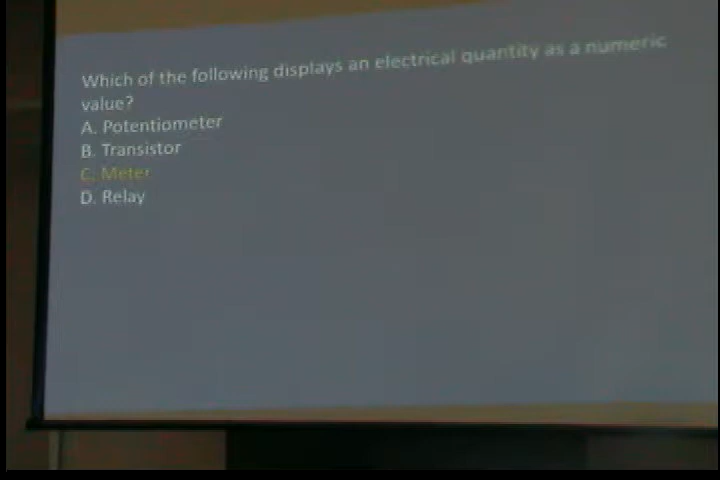 Which of the following displays an electrical quantity as a numeric
value?
A. Potentiometer
B. Transistor
C. Meter
D. Relay